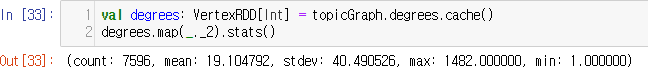 In [33]:
1 val degrees: VertexRDD[Int] = topicGraph.degrees.cache()
2 degrees.map(_._2).stats()
Out[33]: (count: 7596, mean: 19.104792, stdev: 40.490526, max: 1482.000000, min: 1.000000)